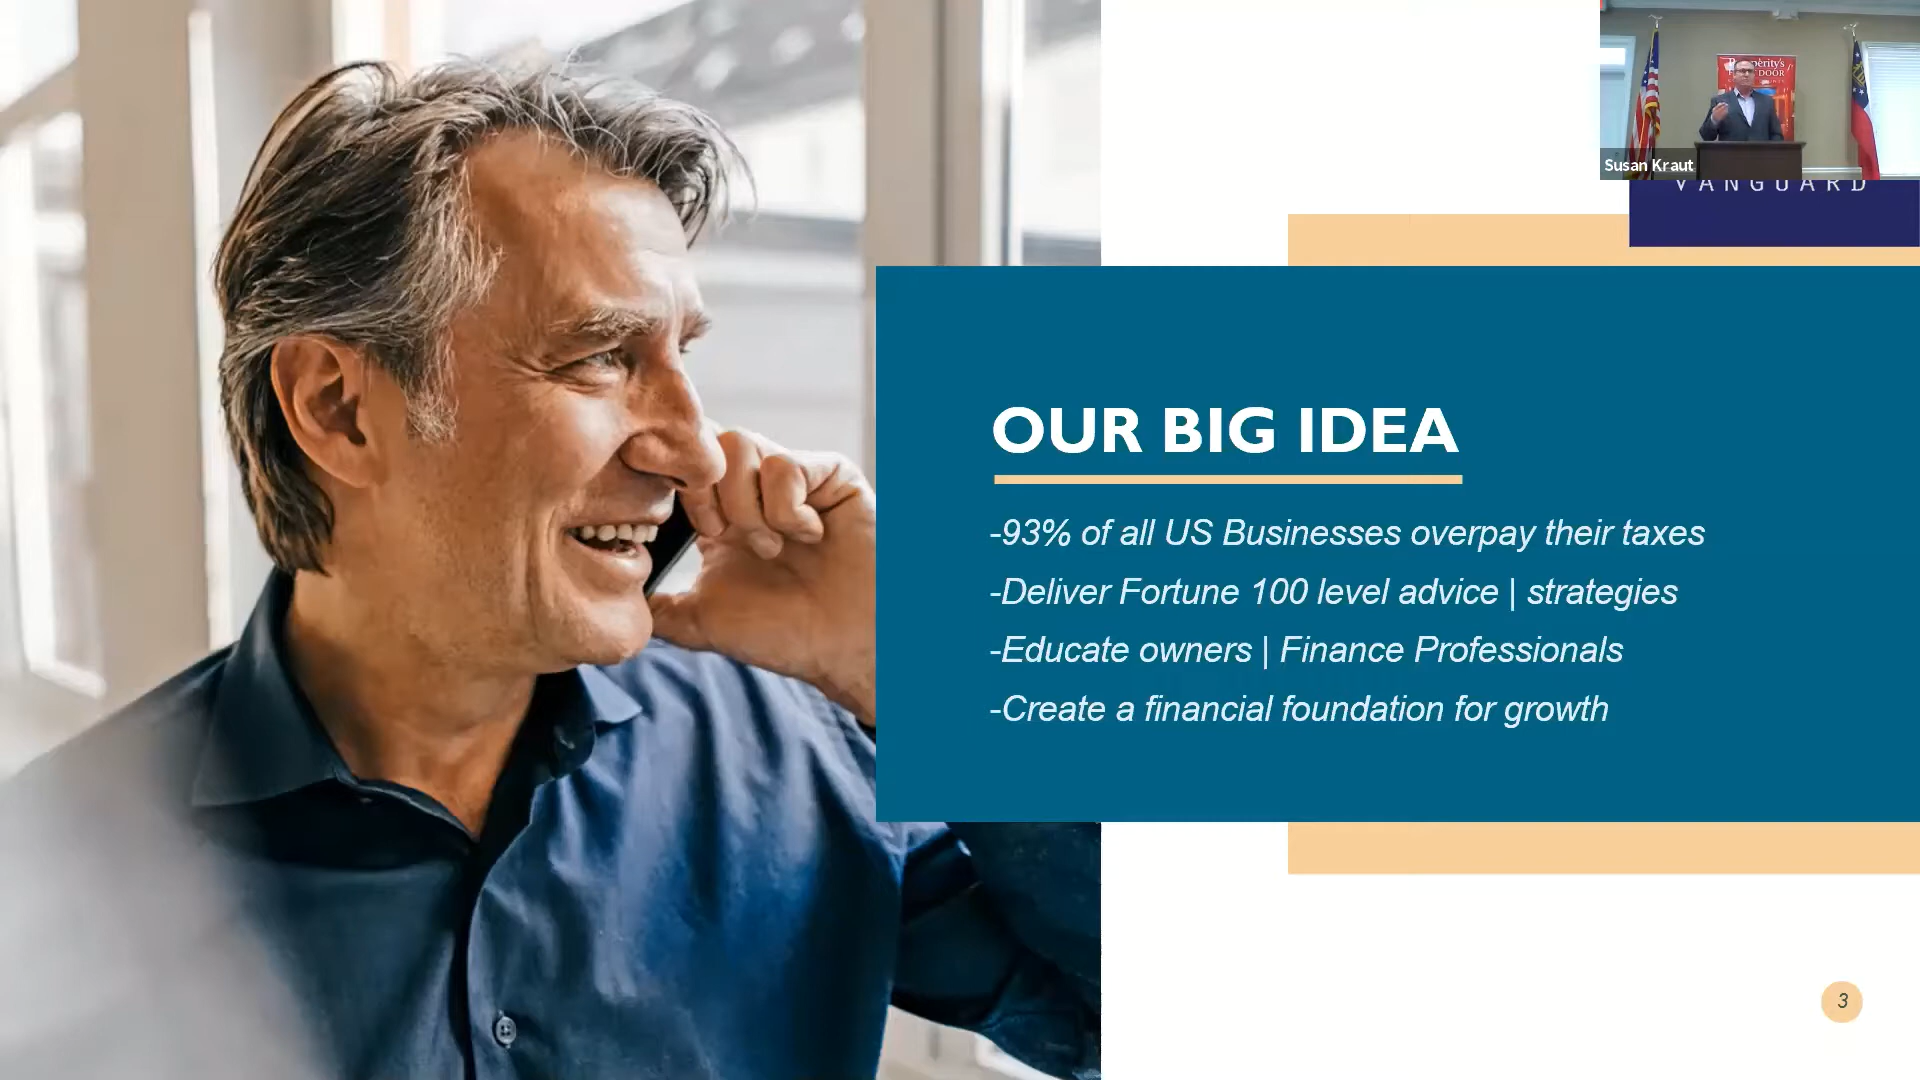 Susan Kraut
VANGUARD
OUR BIG IDEA
-93% of all US Businesses overpay their taxes
-Deliver Fortune 100 level advice | strategies
-Educate owners | Finance Professionals
-Create a financial foundation for growth
3